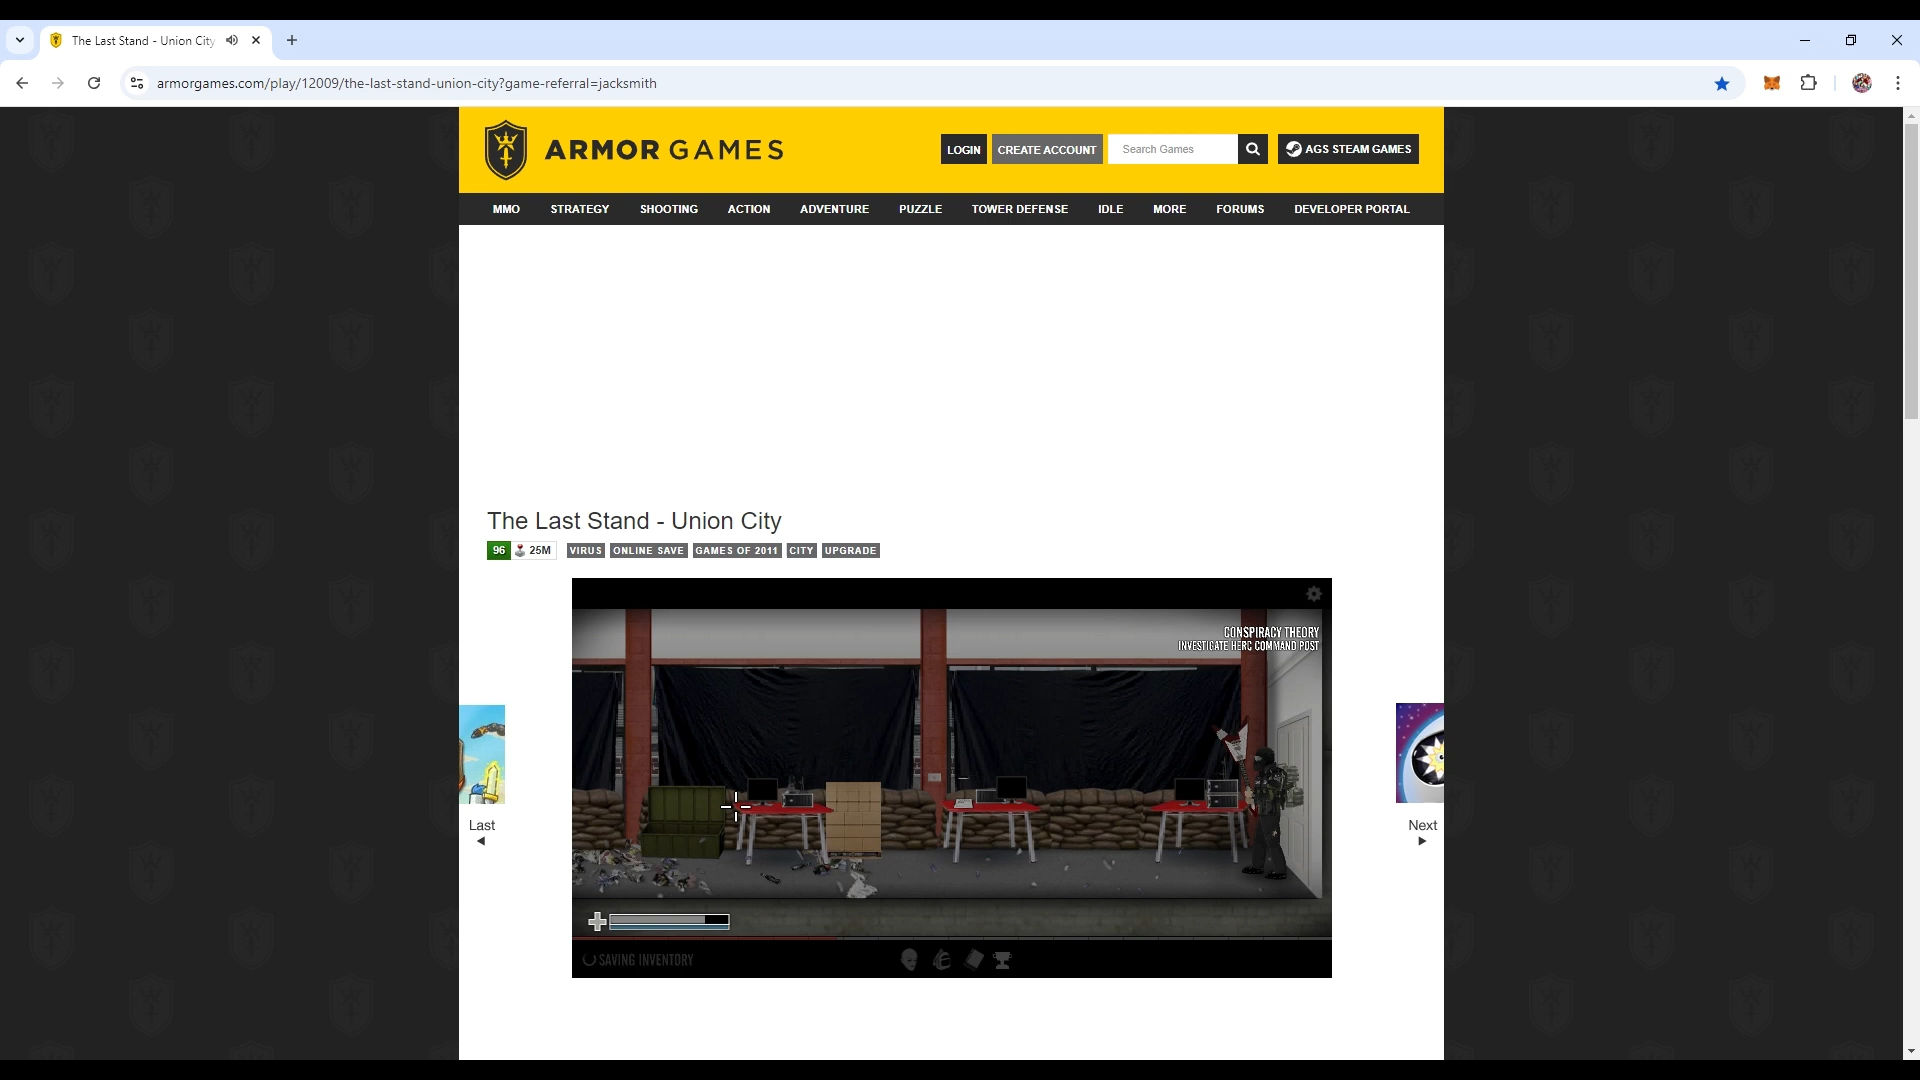 The Last Stand - Union City
armorgames.com/play/12009/the-last-stand-union-city?game-referral=jacksmith
ARMOR GAMES
LOGIN
CREATE ACCOUNT
Search Games
AGS STEAM GAMES
MMO
STRATEGY
SHOOTING
ACTION
ADVENTURE
PUZZLE
TOWER DEFENSE
IDLE
MORE
FORUMS
DEVELOPER PORTAL
The Last Stand - Union City
96
25M
VIRUS
ONLINE SAVE
GAMES OF 2011
CITY
UPGRADE
CONSPIRACY THEORY
INVESTIGATE HERC COMMAND POST
Last
Next
SAVING INVENTORY